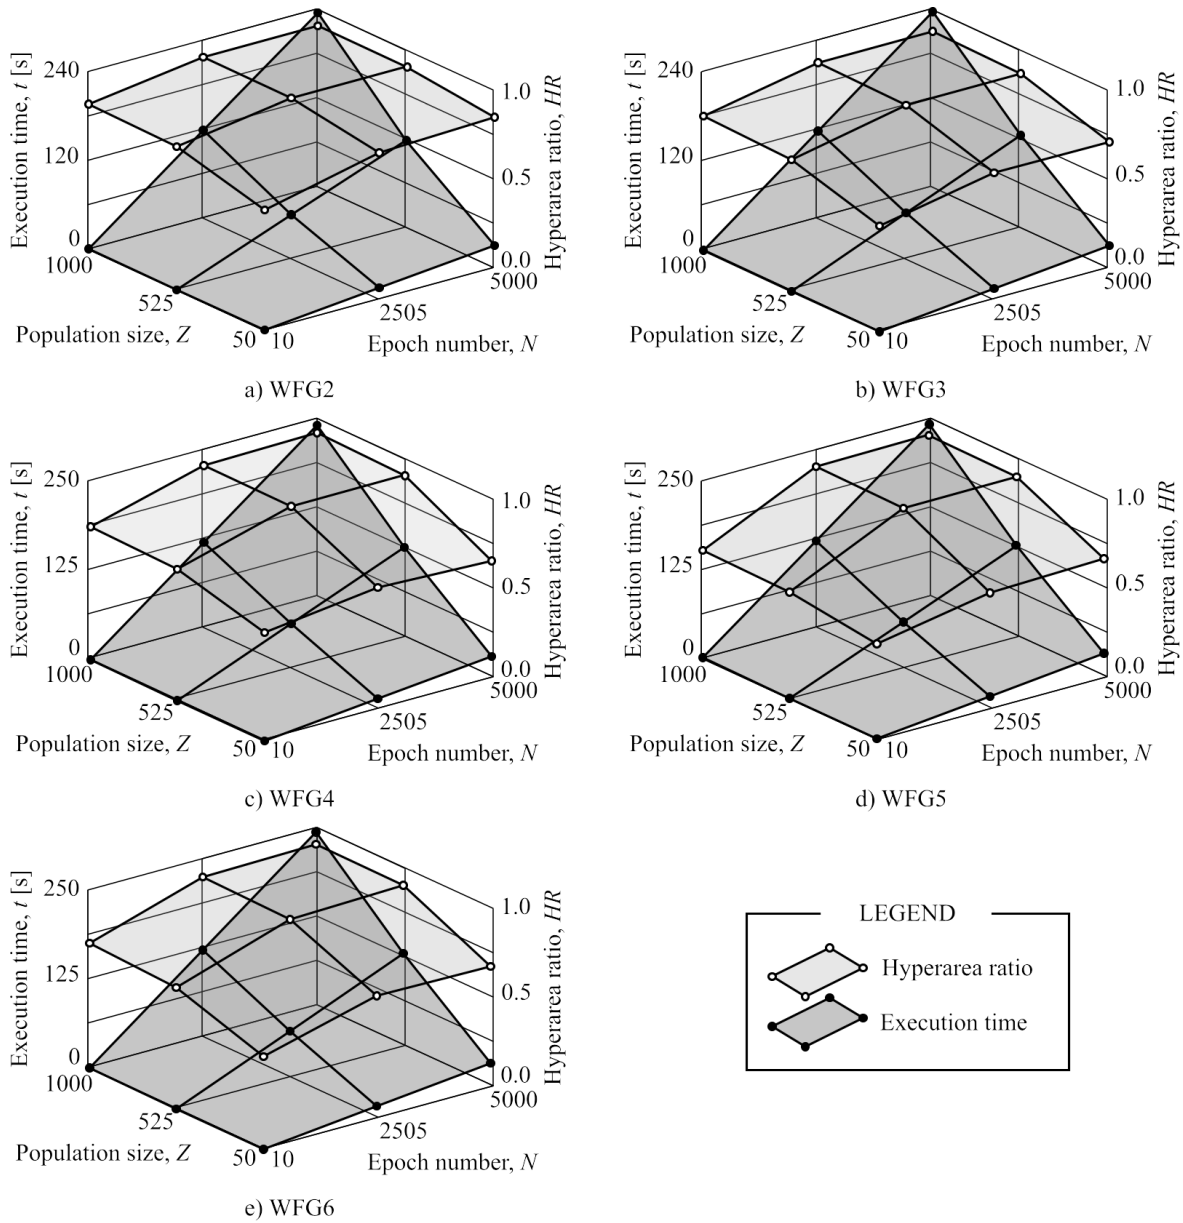 Execution time, t [s]
240
120
0
1000
525
50
10
2505
5000
Population size, Z
Epoch number, N
1.0
0.5
0.0
Hyperarea ratio, HR
a) WFG2
Execution time, t [s]
240
120
0
1000
525
50
10
2505
5000
Population size, Z
Epoch number, N
1.0
0.5
0.0
Hyperarea ratio, HR
b) WFG3
Execution time, t [s]
250
125
0
1000
525
50
10
2505
5000
Population size, Z
Epoch number, N
1.0
0.5
0.0
Hyperarea ratio, HR
c) WFG4
Execution time, t [s]
250
125
0
1000
525
50
10
2505
5000
Population size, Z
Epoch number, N
1.0
0.5
0.0
Hyperarea ratio, HR
d) WFG5
Execution time, t [s]
250
125
0
1000
525
50
10
2505
5000
Population size, Z
Epoch number, N
1.0
0.5
0.0
Hyperarea ratio, HR
e) WFG6
LEGEND
Hyperarea ratio
Execution time